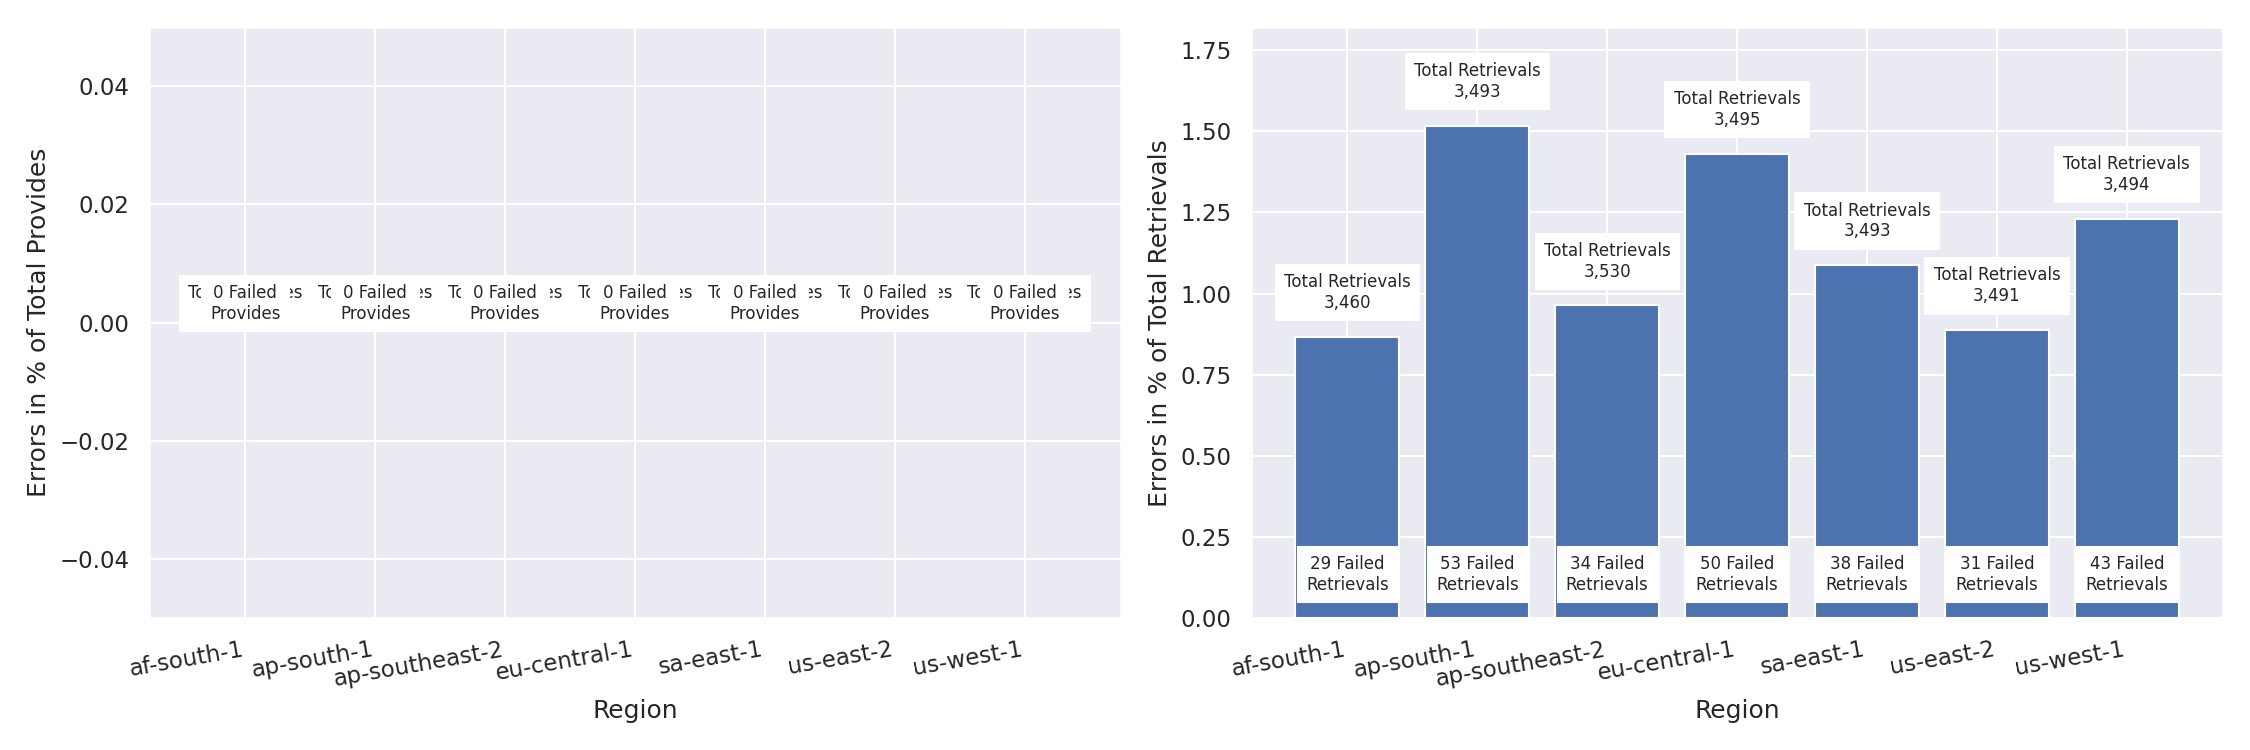 Errors in % of Total Provides
0.04
0.02
0.00
−0.02
−0.04
0 Failed
Provides
0 Failed
Provides
0 Failed
Provides
0 Failed
Provides
0 Failed
Provides
0 Failed
Provides
0 Failed
Provides
af-south-1
ap-south-1
ap-southeast-2
eu-central-1
sa-east-1
us-east-2
us-west-1
Region
Errors in % of Total Retrievals
1.75
1.50
1.25
1.00
0.75
0.50
0.25
0.00
Total Retrievals
3,460
Total Retrievals
3,493
Total Retrievals
3,530
Total Retrievals
3,495
Total Retrievals
3,493
Total Retrievals
3,491
Total Retrievals
3,494
29 Failed
Retrievals
53 Failed
Retrievals
34 Failed
Retrievals
50 Failed
Retrievals
38 Failed
Retrievals
31 Failed
Retrievals
43 Failed
Retrievals
af-south-1
ap-south-1
ap-southeast-2
eu-central-1
sa-east-1
us-east-2
us-west-1
Region